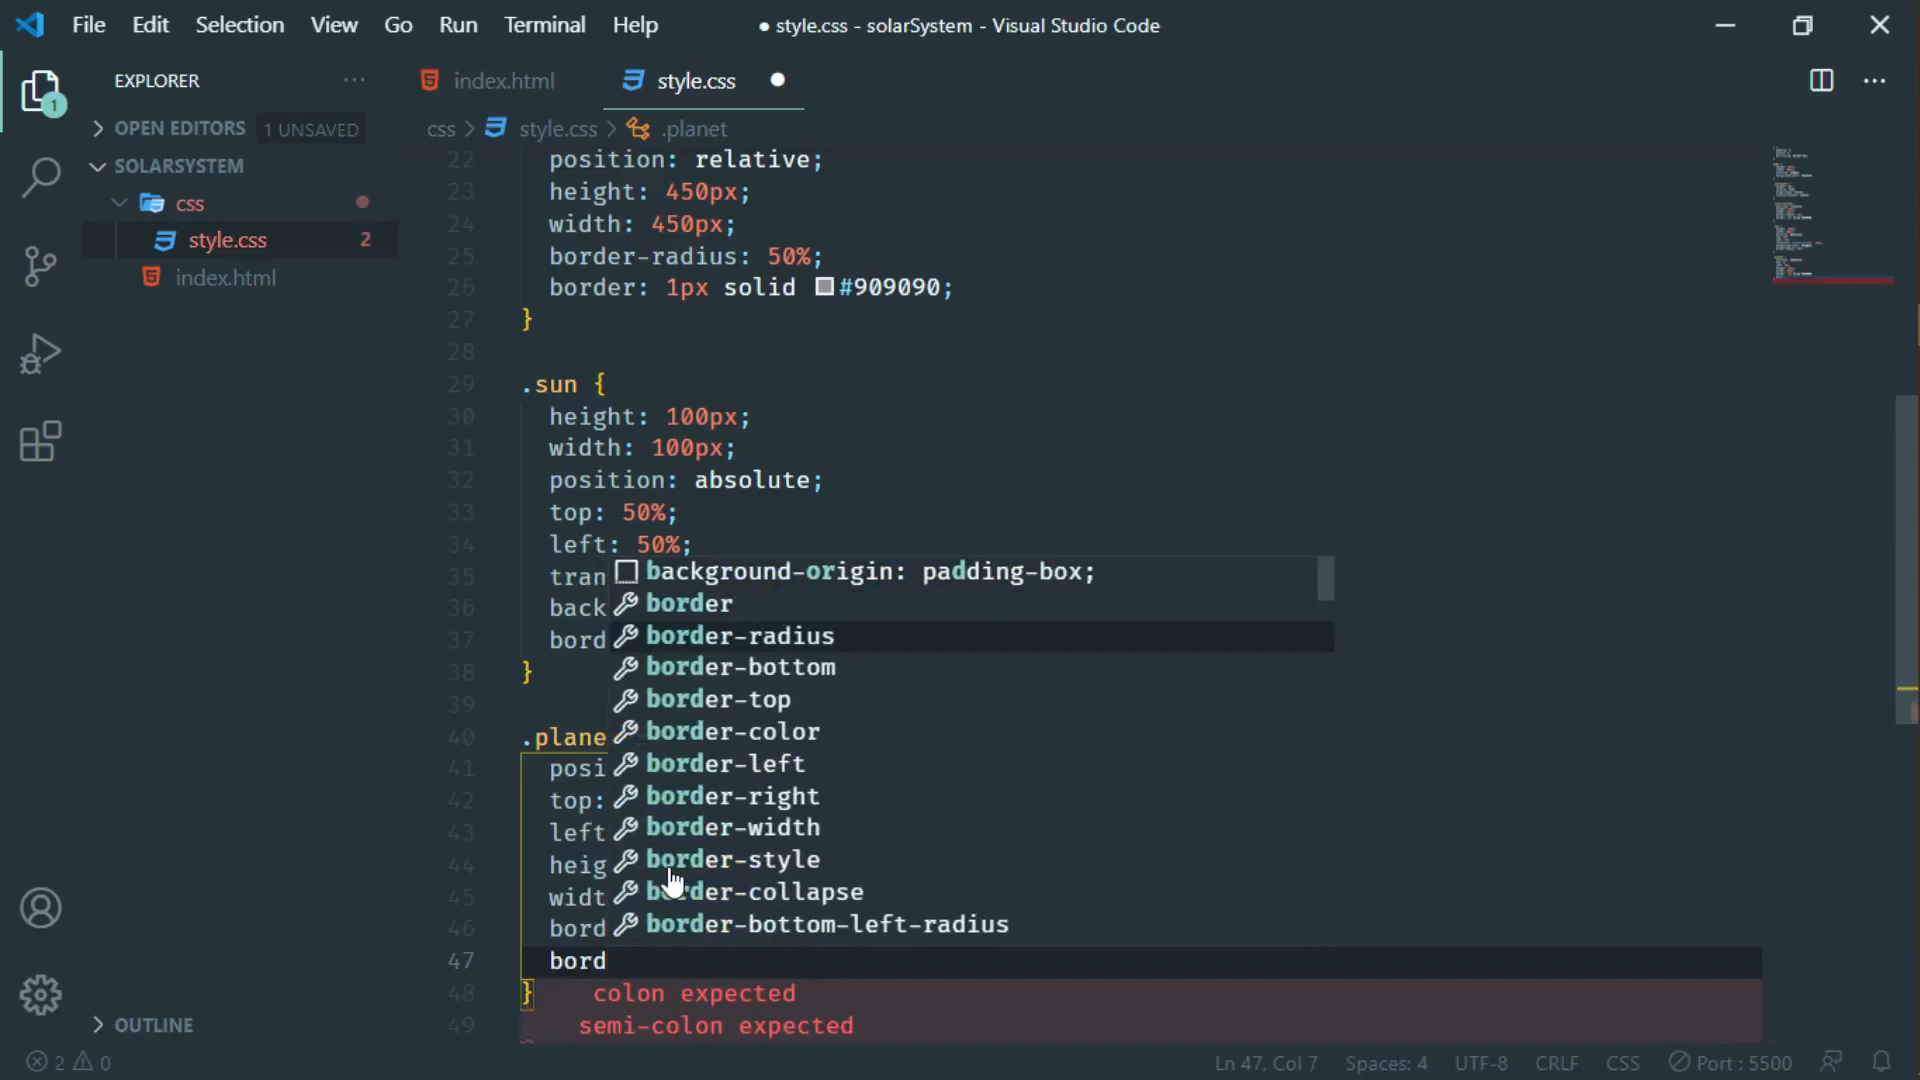 File Edit Selection View Go Run Terminal Help
● style.css - solarSystem - Visual Studio Code
EXPLORER ···
OPEN EDITORS 1 UNSAVED
SOLARSYSTEM
css
style.css 2
index.html
OUTLINE
1
index.html style.css ●
css > style.css > .planet
22 position: relative;
23 height: 450px;
24 width: 450px;
25 border-radius: 50%;
26 border: 1px solid #909090;
27 }
28
29 .sun {
30 height: 100px;
31 width: 100px;
32 position: absolute;
33 top: 50%;
34 left: 50%;
35 tran
36 back
37 bord
38 }
39
40 .plane
41 posi
42 top:
43 left
44 heig
45 widt
46 bord
47 bord
48 } colon expected
49 semi-colon expected
background-origin: padding-box;
border
border-radius
border-bottom
border-top
border-color
border-left
border-right
border-width
border-style
border-collapse
border-bottom-left-radius
2 0 Ln 47, Col 7 Spaces: 4 UTF-8 CRLF CSS Port : 5500